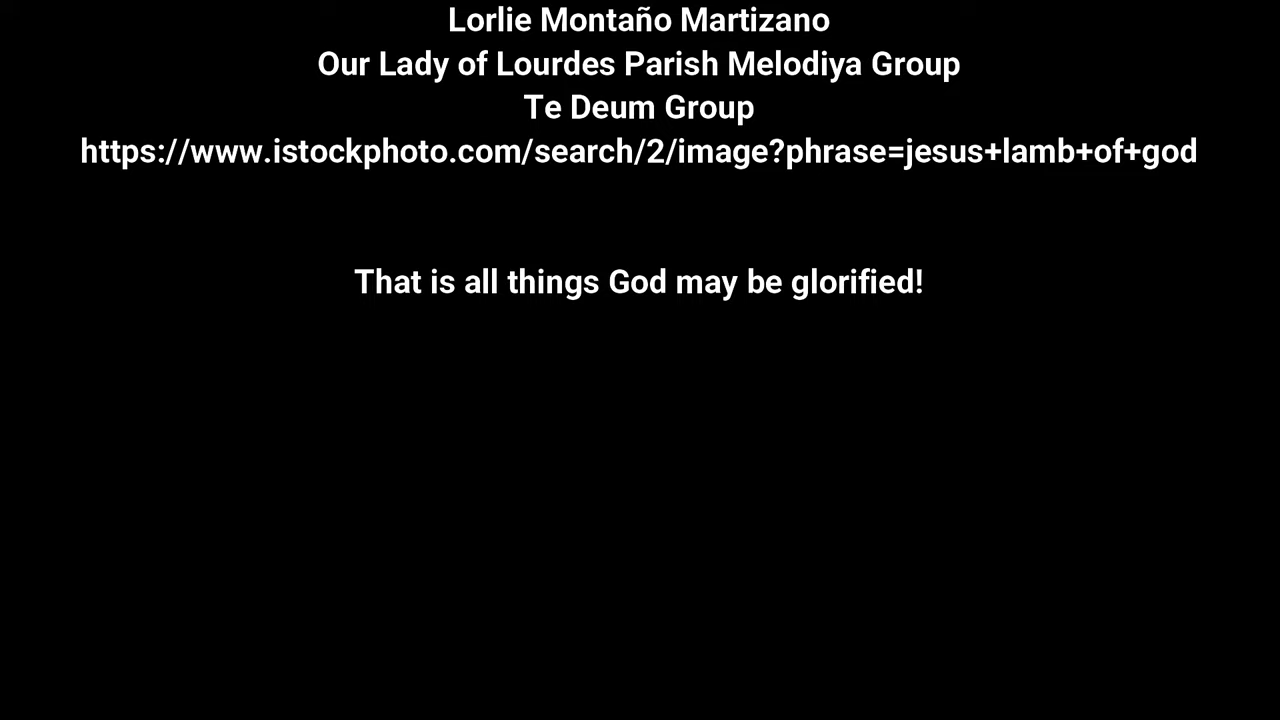 Lorlie Montaño Martizano
Our Lady of Lourdes Parish Melodiya Group
Te Deum Group
https://www.istockphoto.com/search/2/image?phrase=jesus+lamb+of+god
That is all things God may be glorified!